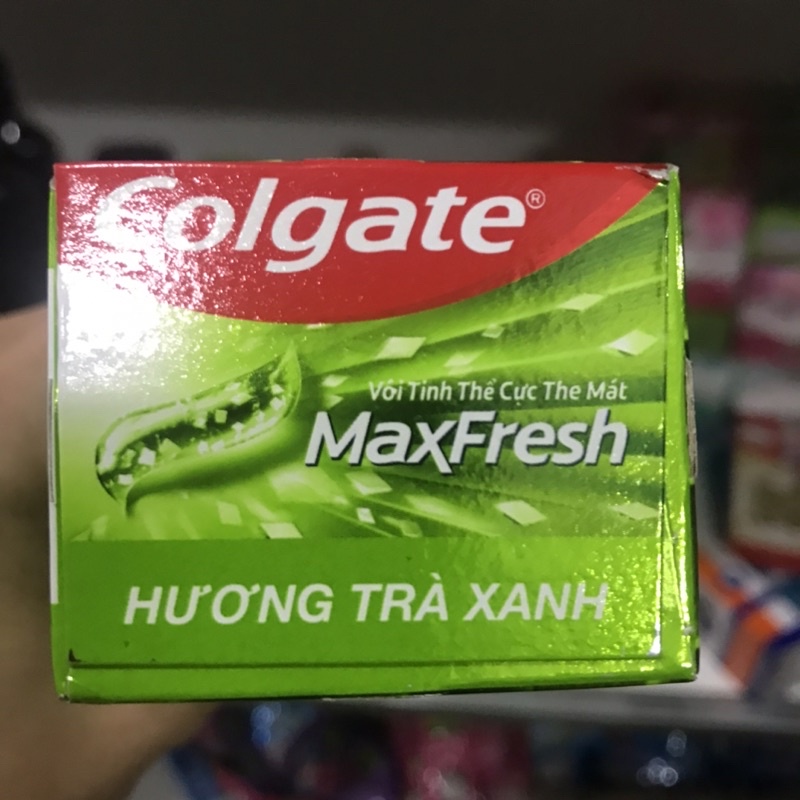 Colgate®
Với Tinh Thể Cực The Mát
MaxFresh
HƯƠNG TRÀ XANH